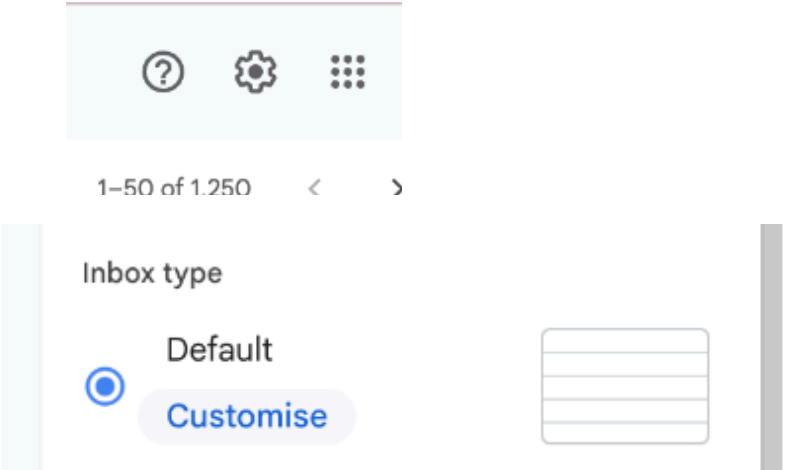 1–50 of 1,250
Inbox type
Default
Customise